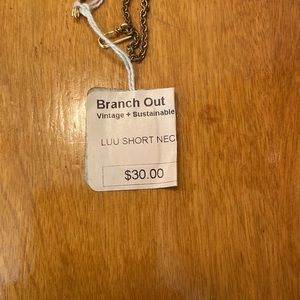 Branch Out
Vintage + Sustainable
LUU SHORT NEC
$30.00